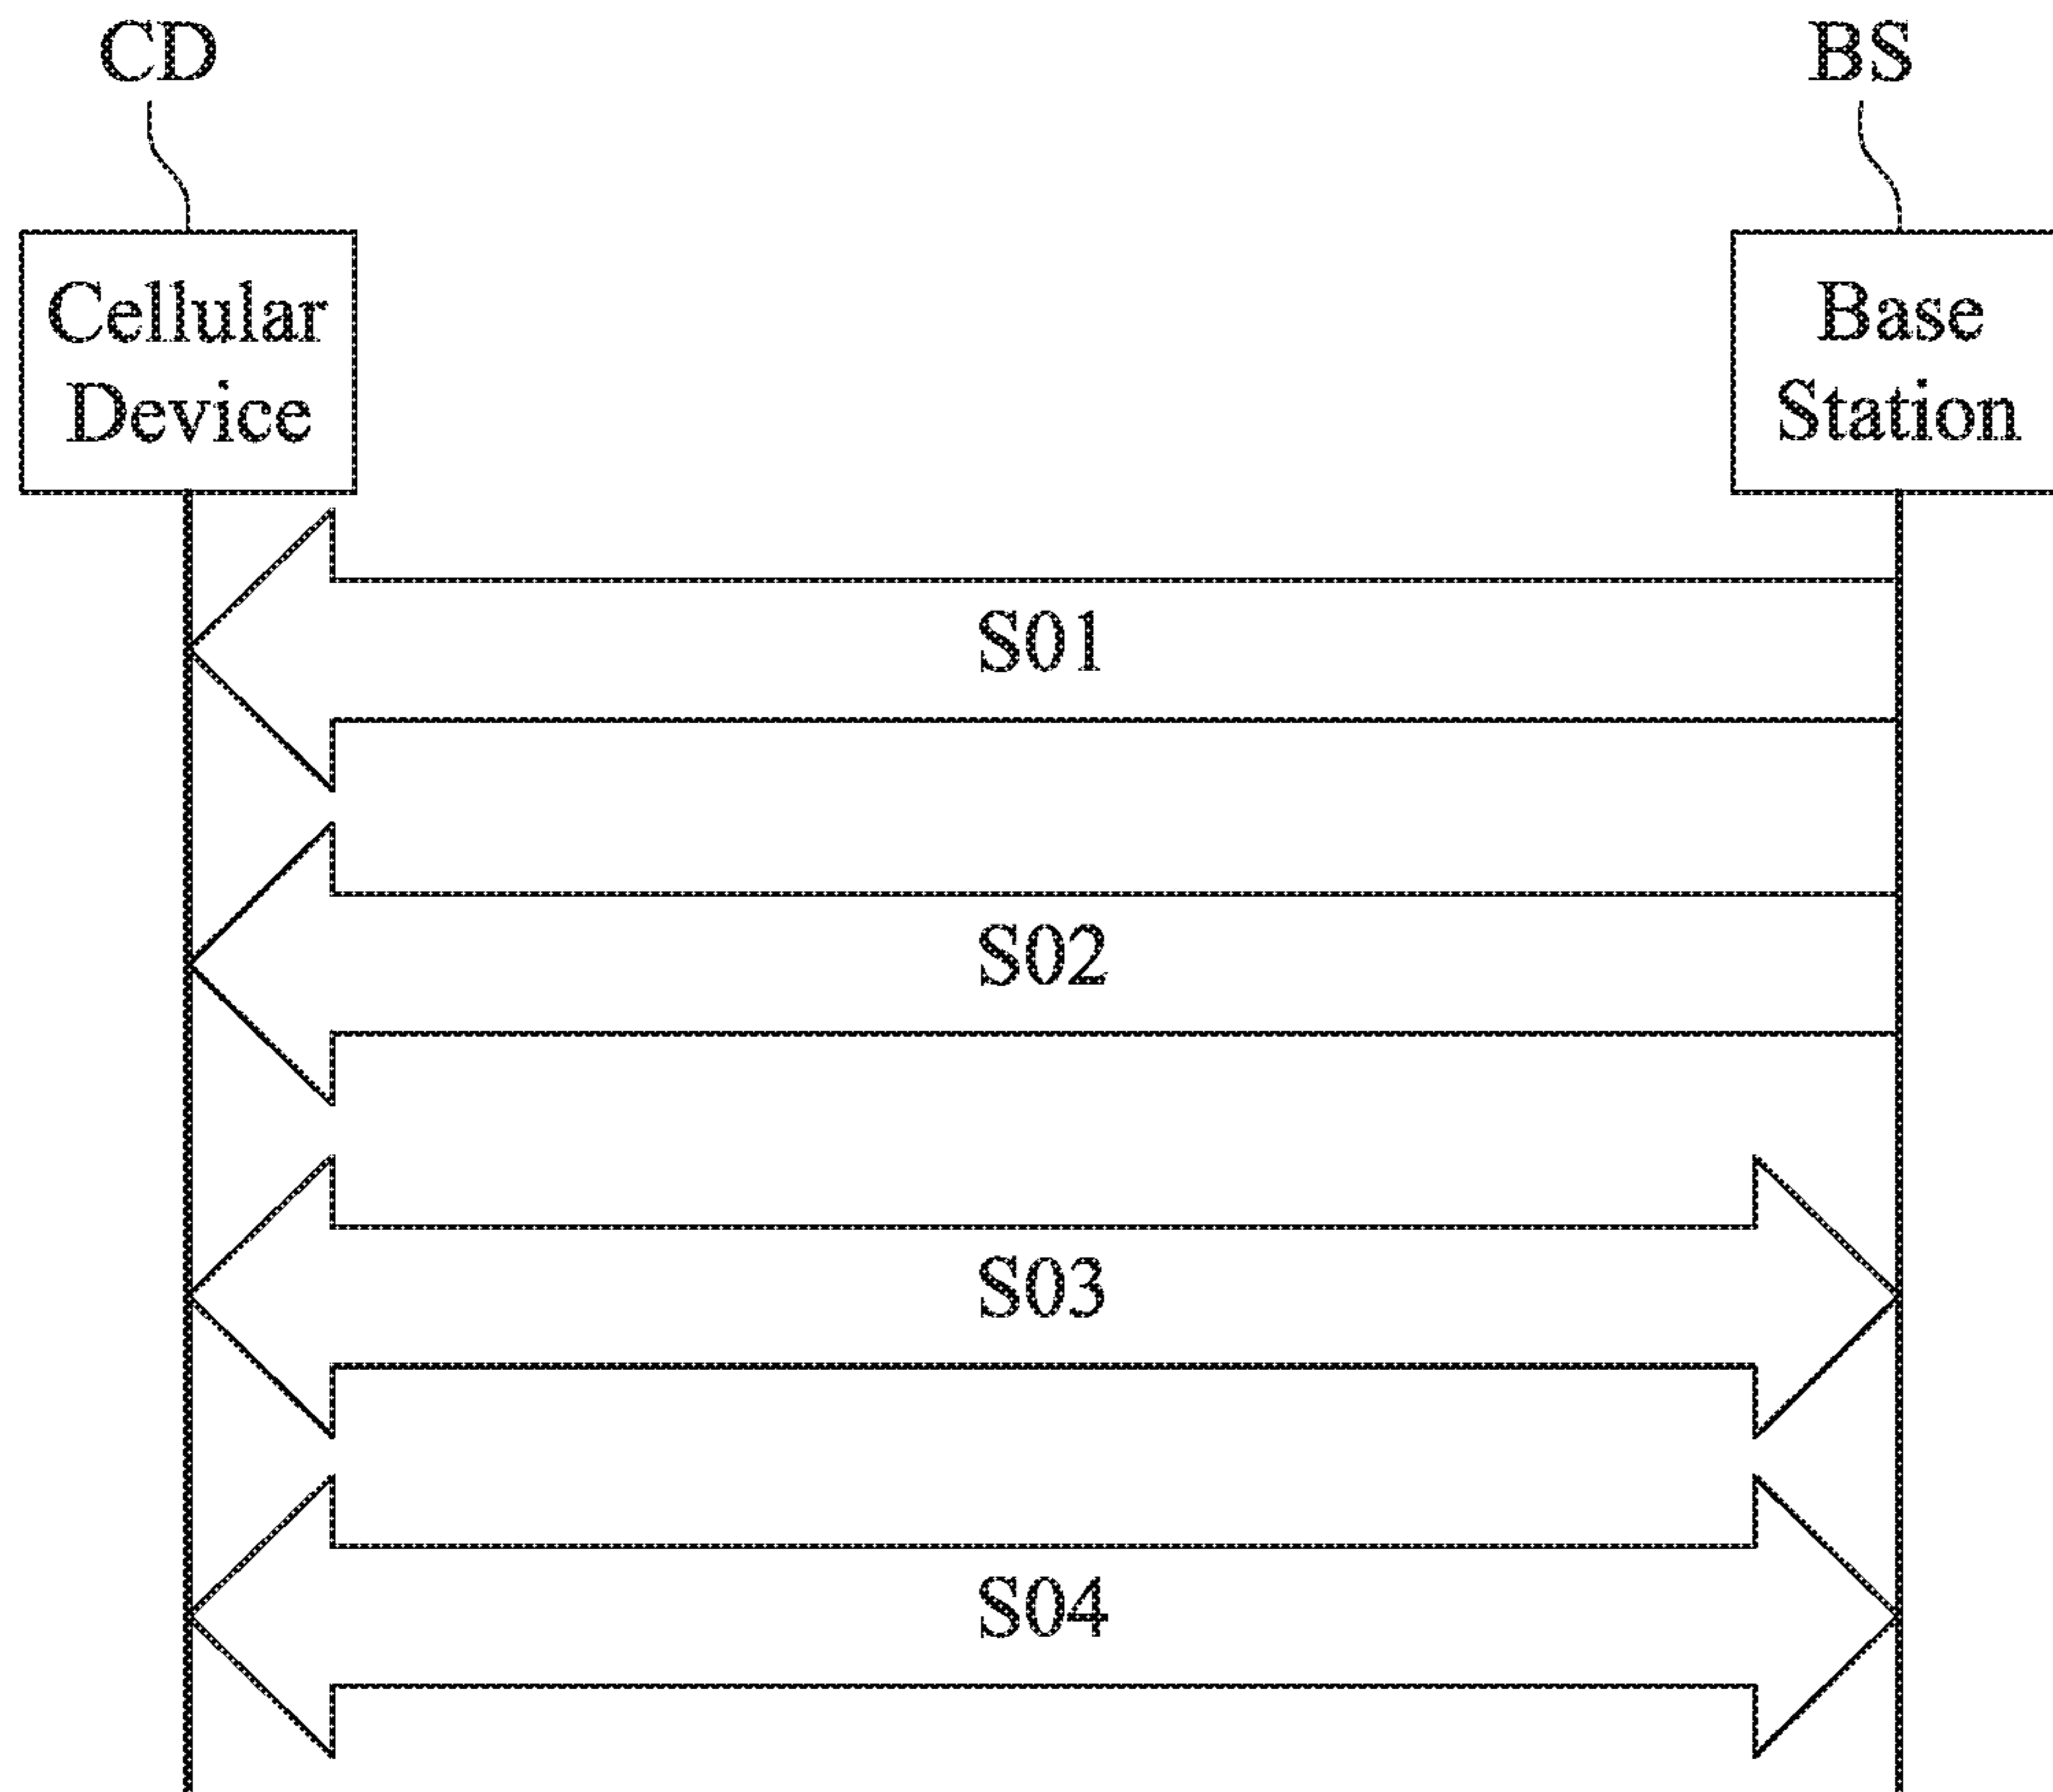 CD
BS
Cellular
Device
Base
Station
S01
S02
S03
S04